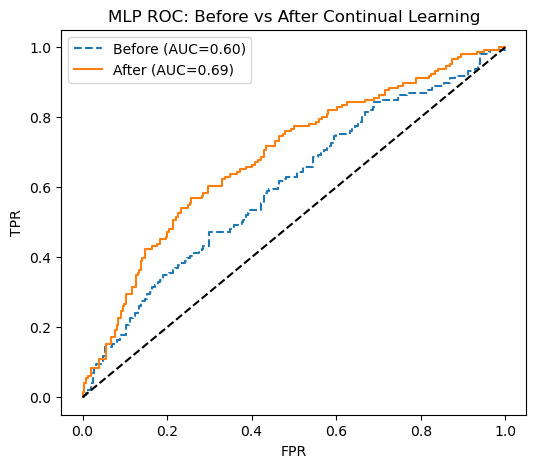 MLP ROC: Before vs After Continual Learning
Before (AUC=0.60)
After (AUC=0.69)
TPR
1.0
0.8
0.6
0.4
0.2
0.0
0.0 0.2 0.4 0.6 0.8 1.0
FPR